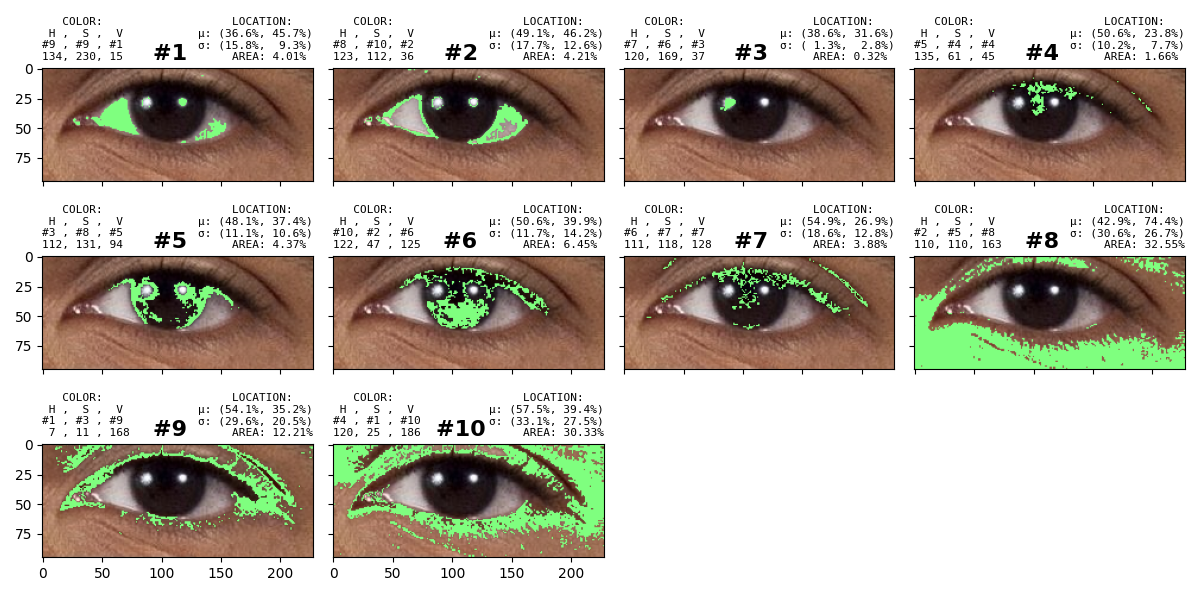 COLOR: LOCATION:
H , S , V μ: (36.6%, 45.7%)
#9 , #9 , #1 #1 σ: (15.8%, 9.3%)
134, 230, 15 AREA: 4.01%
COLOR: LOCATION:
H , S , V μ: (49.1%, 46.2%)
#8 , #10, #2 #2 σ: (17.7%, 12.6%)
123, 112, 36 AREA: 4.21%
COLOR: LOCATION:
H , S , V μ: (38.6%, 31.6%)
#7 , #6 , #3 #3 σ: ( 1.3%, 2.8%)
120, 169, 37 AREA: 0.32%
COLOR: LOCATION:
H , S , V μ: (50.6%, 23.8%)
#5 , #4 , #4 #4 σ: (10.2%, 7.7%)
135, 61 , 45 AREA: 1.66%
0
25
50
75
COLOR: LOCATION:
H , S , V μ: (48.1%, 37.4%)
#3 , #8 , #5 #5 σ: (11.1%, 10.6%)
112, 131, 94 AREA: 4.37%
COLOR: LOCATION:
H , S , V μ: (50.6%, 39.9%)
#10, #2 , #6 #6 σ: (11.7%, 14.2%)
122, 47 , 125 AREA: 6.45%
COLOR: LOCATION:
H , S , V μ: (54.9%, 26.9%)
#6 , #7 , #7 #7 σ: (18.6%, 12.8%)
111, 118, 128 AREA: 3.88%
COLOR: LOCATION:
H , S , V μ: (42.9%, 74.4%)
#2 , #5 , #8 #8 σ: (30.6%, 26.7%)
110, 110, 163 AREA: 32.55%
0
25
50
75
COLOR: LOCATION:
H , S , V μ: (54.1%, 35.2%)
#1 , #3 , #9 #9 σ: (29.6%, 20.5%)
7 , 11 , 168 AREA: 12.21%
COLOR: LOCATION:
H , S , V μ: (57.5%, 39.4%)
#4 , #1 , #10 #10 σ: (33.1%, 27.5%)
120, 25 , 186 AREA: 30.33%
0
25
50
75
0 50 100 150 200
0 50 100 150 200